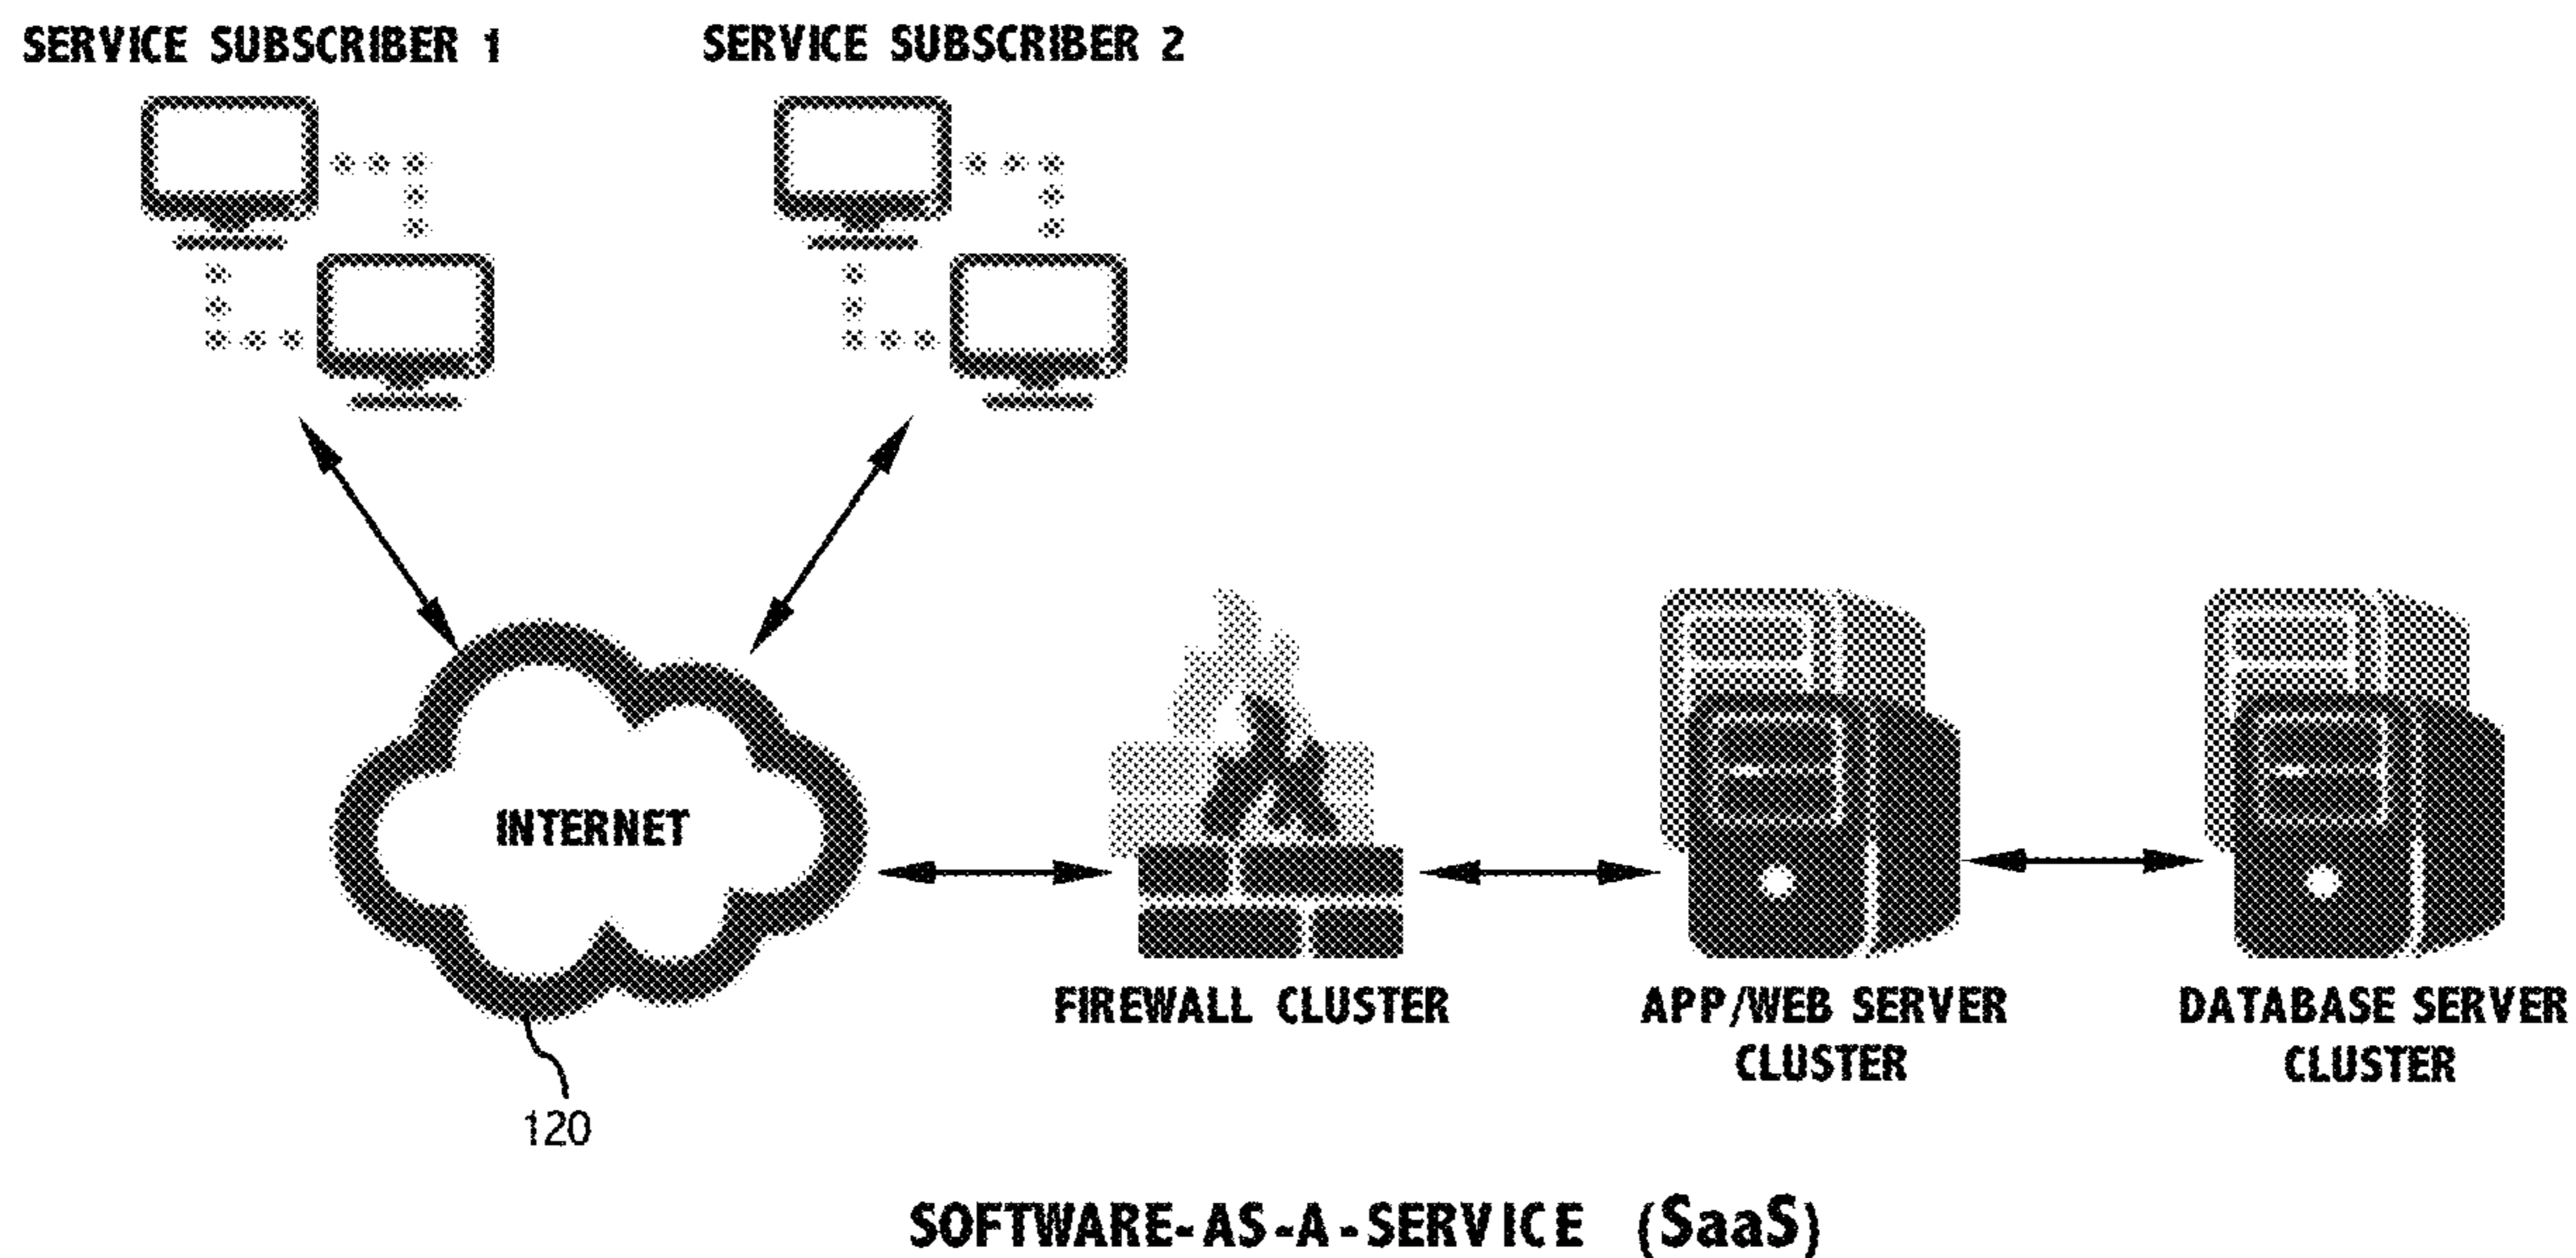 SERVICE SUBSCRIBER 1
SERVICE SUBSCRIBER 2
INTERNET
FIREWALL CLUSTER
APP/WEB SERVER
CLUSTER
DATABASE SERVER
CLUSTER
120
SOFTWARE-AS-A-SERVICE (SaaS)